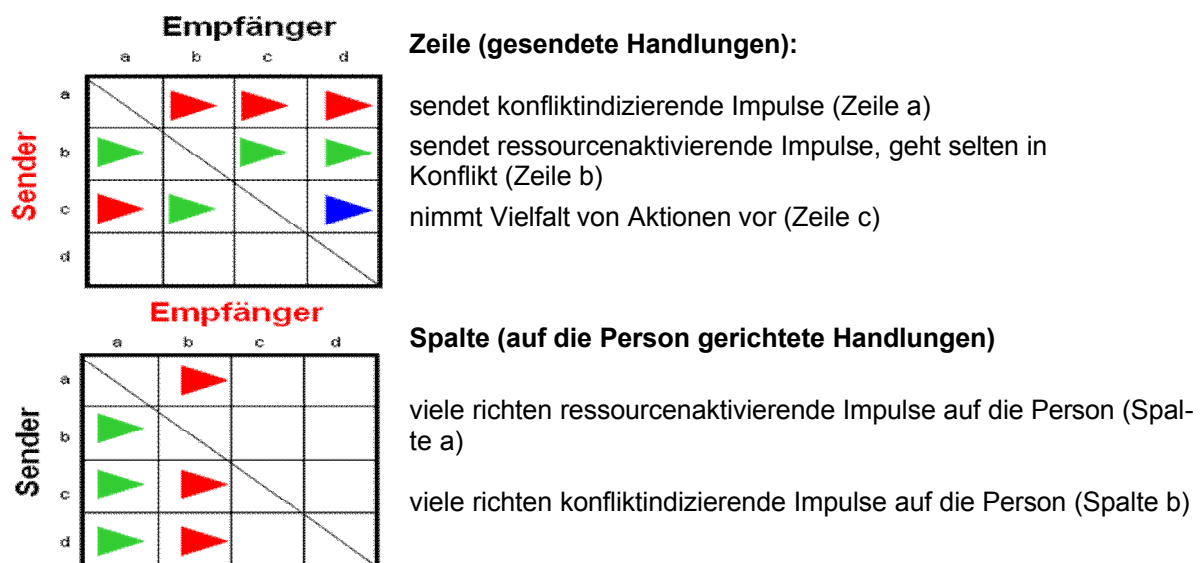 Empfänger
a b c d
Sender
a
b
c
d
Zeile (gesendete Handlungen):
sendet konfliktindizierende Impulse (Zeile a)
sendet ressourcenaktivierende Impulse, geht selten in
Konflikt (Zeile b)
nimmt Vielfalt von Aktionen vor (Zeile c)
Empfänger
a b c d
Sender
a
b
c
d
Spalte (auf die Person gerichtete Handlungen)
viele richten ressourcenaktivierende Impulse auf die Person (Spal-
te a)
viele richten konfliktindizierende Impulse auf die Person (Spalte b)